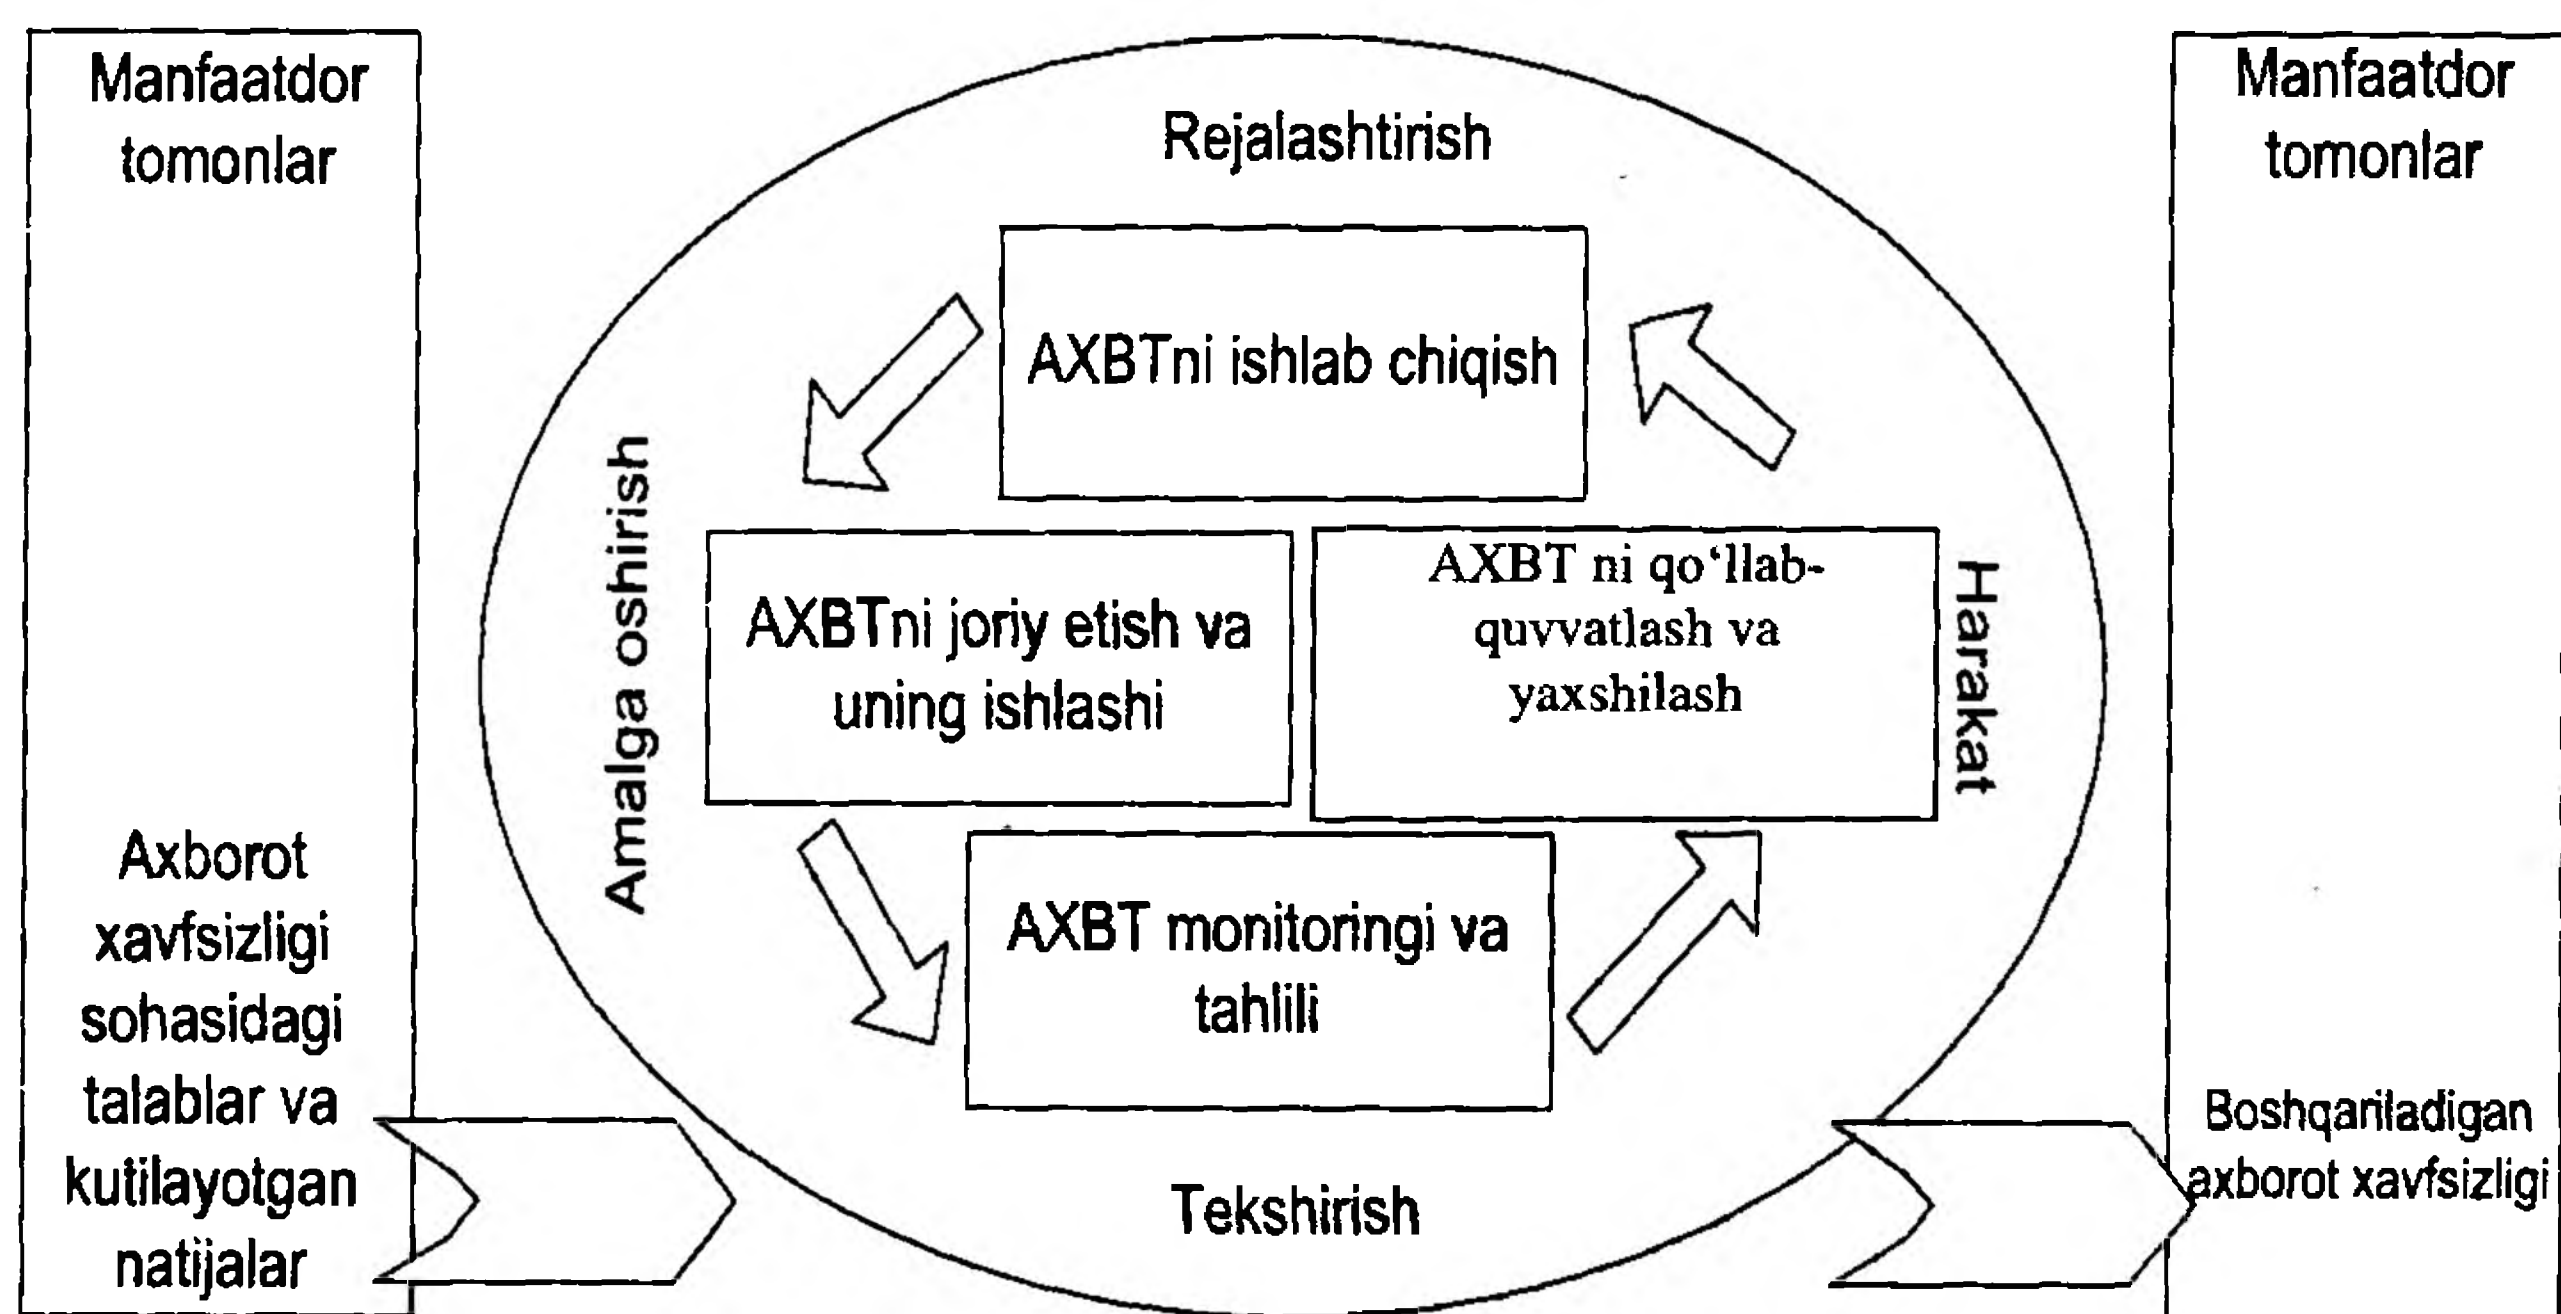 Manfaatdor
tomonlar
Axborot
xavfsizligi
sohasidagi
talablar va
kutilayotgan
natijalar
Rejalashtirish
AXBTni ishlab chiqish
Amalga oshirish
AXBTni joriy etish va
uning ishlashi
AXBT ni qo‘llab-
quvvatlash va
yaxshilash
Harakat
AXBT monitoringi va
tahlili
Tekshirish
Manfaatdor
tomonlar
Boshqariladigan
axborot xavfsizligi